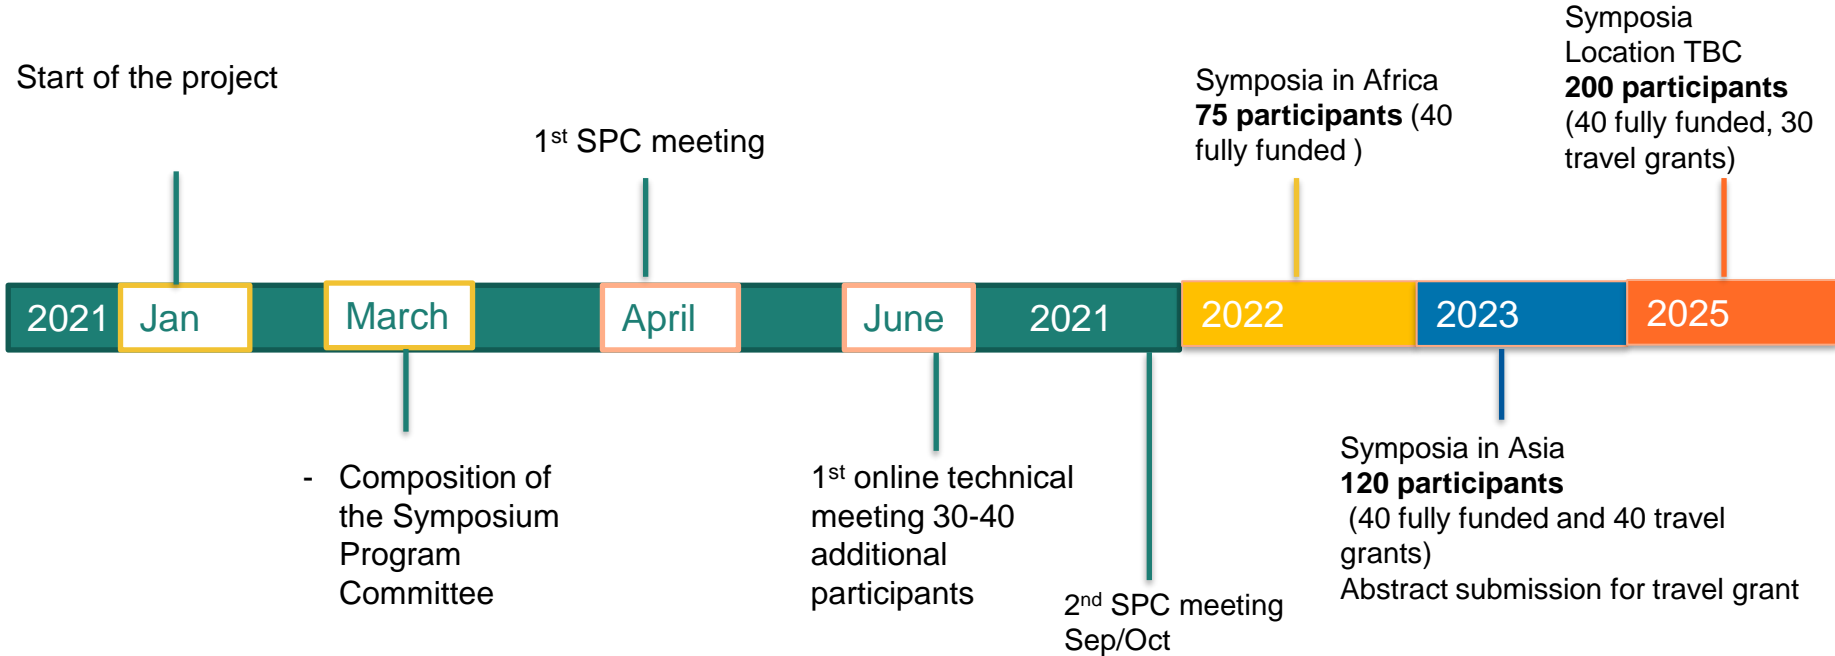 Start of the project
1st SPC meeting
Symposia in Africa
75 participants (40
fully funded )
Symposia
Location TBC
200 participants
(40 fully funded, 30
travel grants)
2021 Jan March April June 2021 2022 2023 2025
- Composition of
the Symposium
Program
Committee
1st online technical
meeting 30-40
additional
participants
2nd SPC meeting
Sep/Oct
Symposia in Asia
120 participants
(40 fully funded and 40 travel
grants)
Abstract submission for travel grant